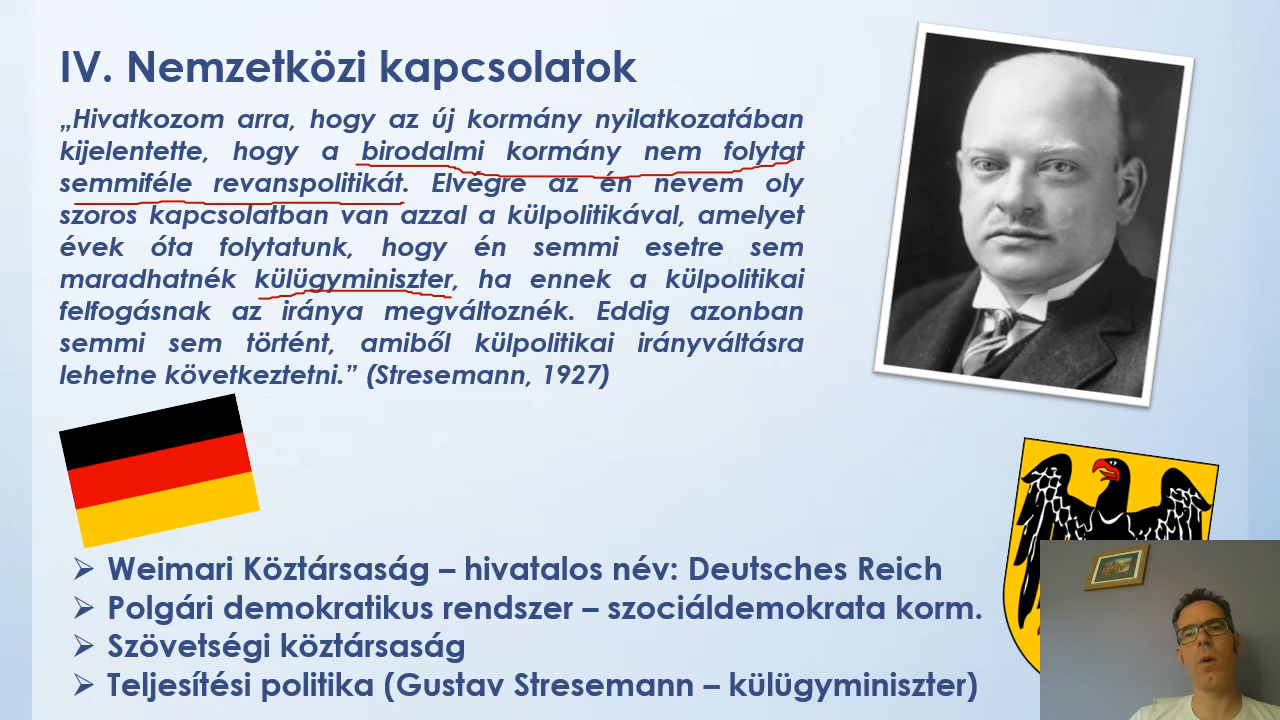 IV. Nemzetközi kapcsolatok
„Hivatkozom arra, hogy az új kormány nyilatkozatában
kijelentette, hogy a birodalmi kormány nem folytat
semmiféle revanspolitikát. Elvégre az én nevem oly
szoros kapcsolatban van azzal a külpolitikával, amelyet
évek óta folytatunk, hogy én semmi esetre sem
maradhatnék külügyminiszter, ha ennek a külpolitikai
felfogásnak az iránya megváltoznék. Eddig azonban
semmi sem történt, amiből külpolitikai irányváltásra
lehetne következtetni.” (Stresemann, 1927)
➢ Weimari Köztársaság – hivatalos név: Deutsches Reich
➢ Polgári demokratikus rendszer – szociáldemokrata korm.
➢ Szövetségi köztársaság
➢ Teljesítési politika (Gustav Stresemann – külügyminiszter)